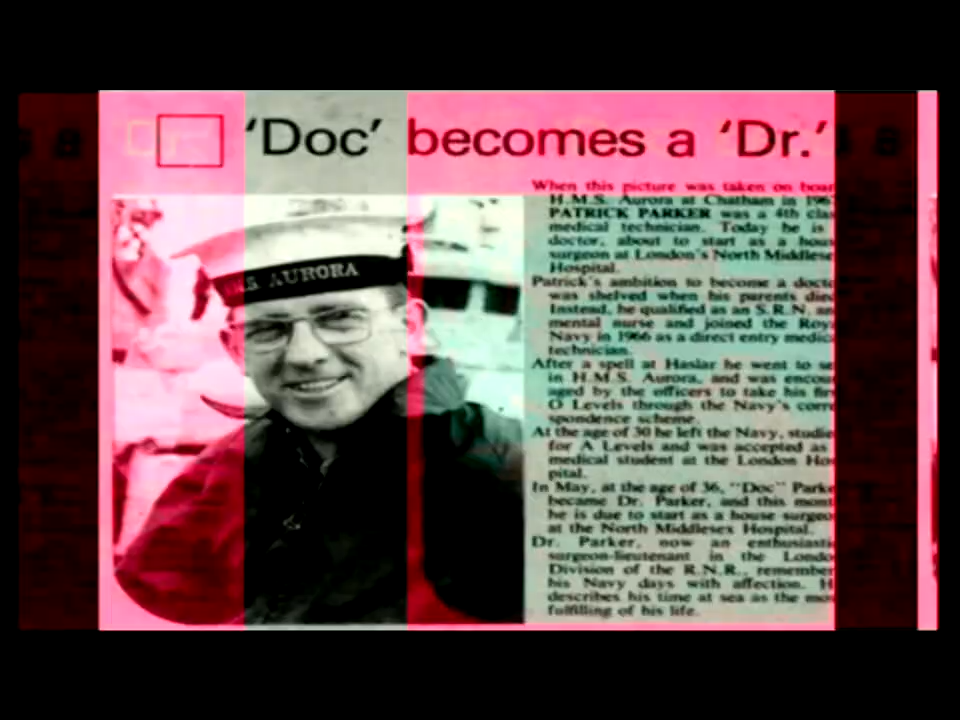 'Doc' becomes a 'Dr.'
AURORA
When this picture was taken on
H.M.S. Aurora at Chatham in
PATRICK PARKER was a 4th
medical technician. Today he is
doctor, about to start as a
surgeon at London's North
Hospital.
Patrick's ambition to become a
was shelved when his parents
Instead, he qualified as an S.R.N.
mental nurse and joined the
Navy in 1966 as a direct entry
technician.
After a spell at Haslar he went to
in H.M.S. Aurora, and was
aged by the officers to take his
O Levels through the Navy's
spondence scheme.
At the age of 30 he left the Navy,
for A Levels and was accepted as
medical student at the London
pital.
In May, at the age of 36, "Doc"
became Dr. Parker, and this
he is due to start as a house
at the North Middlesex Hospital.
Dr. Parker, now an
surgeon-lieutenant in the
Division of the R.N.R.,
his Navy days with affection.
describes his time at sea as the
fulfilling of his life.